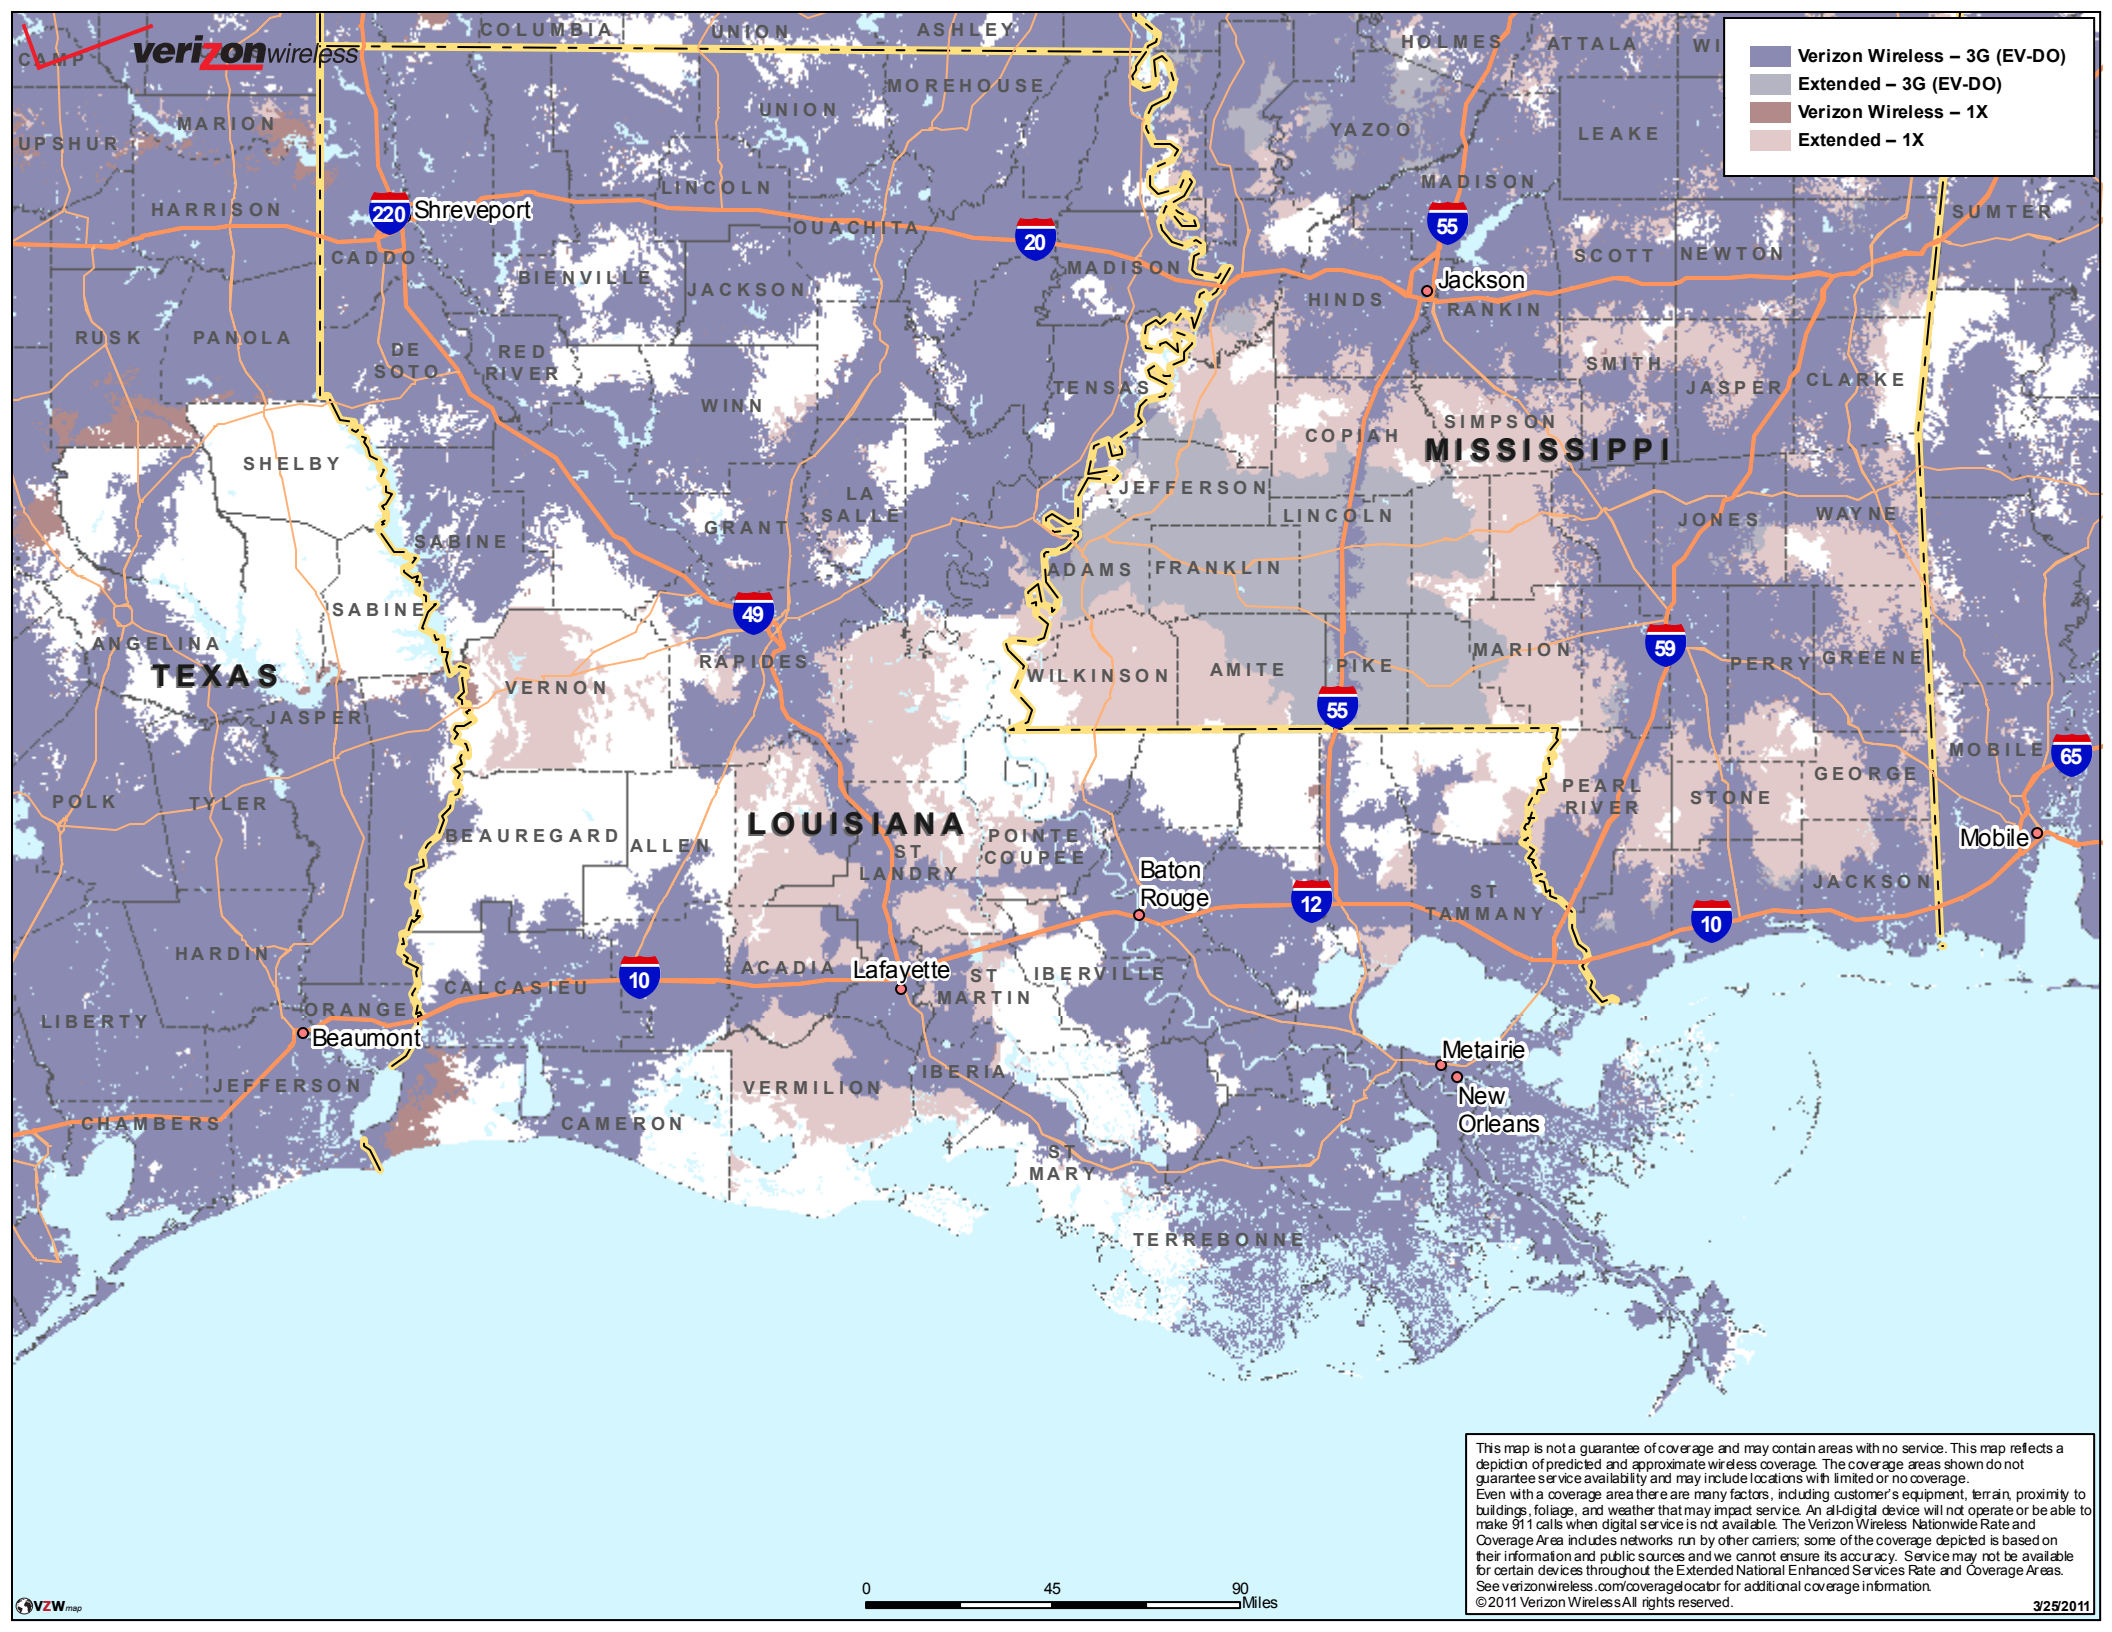 COLUMBIA
UNION
ASHLEY
HOLMES
ATTALA
WI
CAMP
verizonwireless
Verizon Wireless – 3G (EV-DO)
Extended – 3G (EV-DO)
Verizon Wireless – 1X
Extended – 1X
MOREHOUSE
UNION
MARION
YAZOO
LEAKE
UPSHUR
LINCOLN
MADISON
HARRISON
220 Shreveport
55
SUMTER
OUACHITA
20
CADDO
SCOTT
NEWTON
BIENVILLE
JACKSON
MADISON
Jackson
HINDS
RANKIN
RUSK
PANOLA
DE
SOTO
RED
RIVER
TENSAS
SMITH
JASPER
CLARKE
WINN
COPIAH
SIMPSON
MISSISSIPPI
SHELBY
LA
SALLE
JEFFERSON
LINCOLN
GRANT
JONES
WAYNE
SABINE
ADAMS
FRANKLIN
SABINE
49
ANGELINA
TEXAS
RAPIDES
VERNON
WILKINSON
AMITE
PIKE
MARION
59
PERRY
GREENE
JASPER
55
MOBILE
65
POLK
TYLER
PEARL
RIVER
STONE
GEORGE
BEAUREGARD
ALLEN
LOUISIANA
ST
LANDRY
POINTE
COUPEE
Mobile
Baton
Rouge
12
ST
TAMMANY
JACKSON
10
HARDIN
CALCASIEU
10
ACADIA
Lafayette
ST
MARTIN
IBERVILLE
LIBERTY
ORANGE
Beaumont
JEFFERSON
CHAMBERS
CAMERON
VERMILION
IBERIA
Metairie
New
Orleans
ST
MARY
TERREBONNE
This map is not a guarantee of coverage and may contain areas with no service. This map reflects a
depiction of predicted and approximate wireless coverage. The coverage areas shown do not
guarantee service availability and may include locations with limited or no coverage.
Even with a coverage area there are many factors, including customer's equipment, terrain, proximity to
buildings, foliage, and weather that may impact service. An all-digital device will not operate or be able to
make 911 calls when digital service is not available. The Verizon Wireless Nationwide Rate and
Coverage Area includes networks run by other carriers; some of the coverage depicted is based on
their information and public sources and we cannot ensure its accuracy. Service may not be available
for certain devices throughout the Extended National Enhanced Services Rate and Coverage Areas.
See verizonwireless.com/coveragelocator for additional coverage information.
©2011 Verizon Wireless All rights reserved.
3/25/2011
0 45 90
Miles
VZWmap